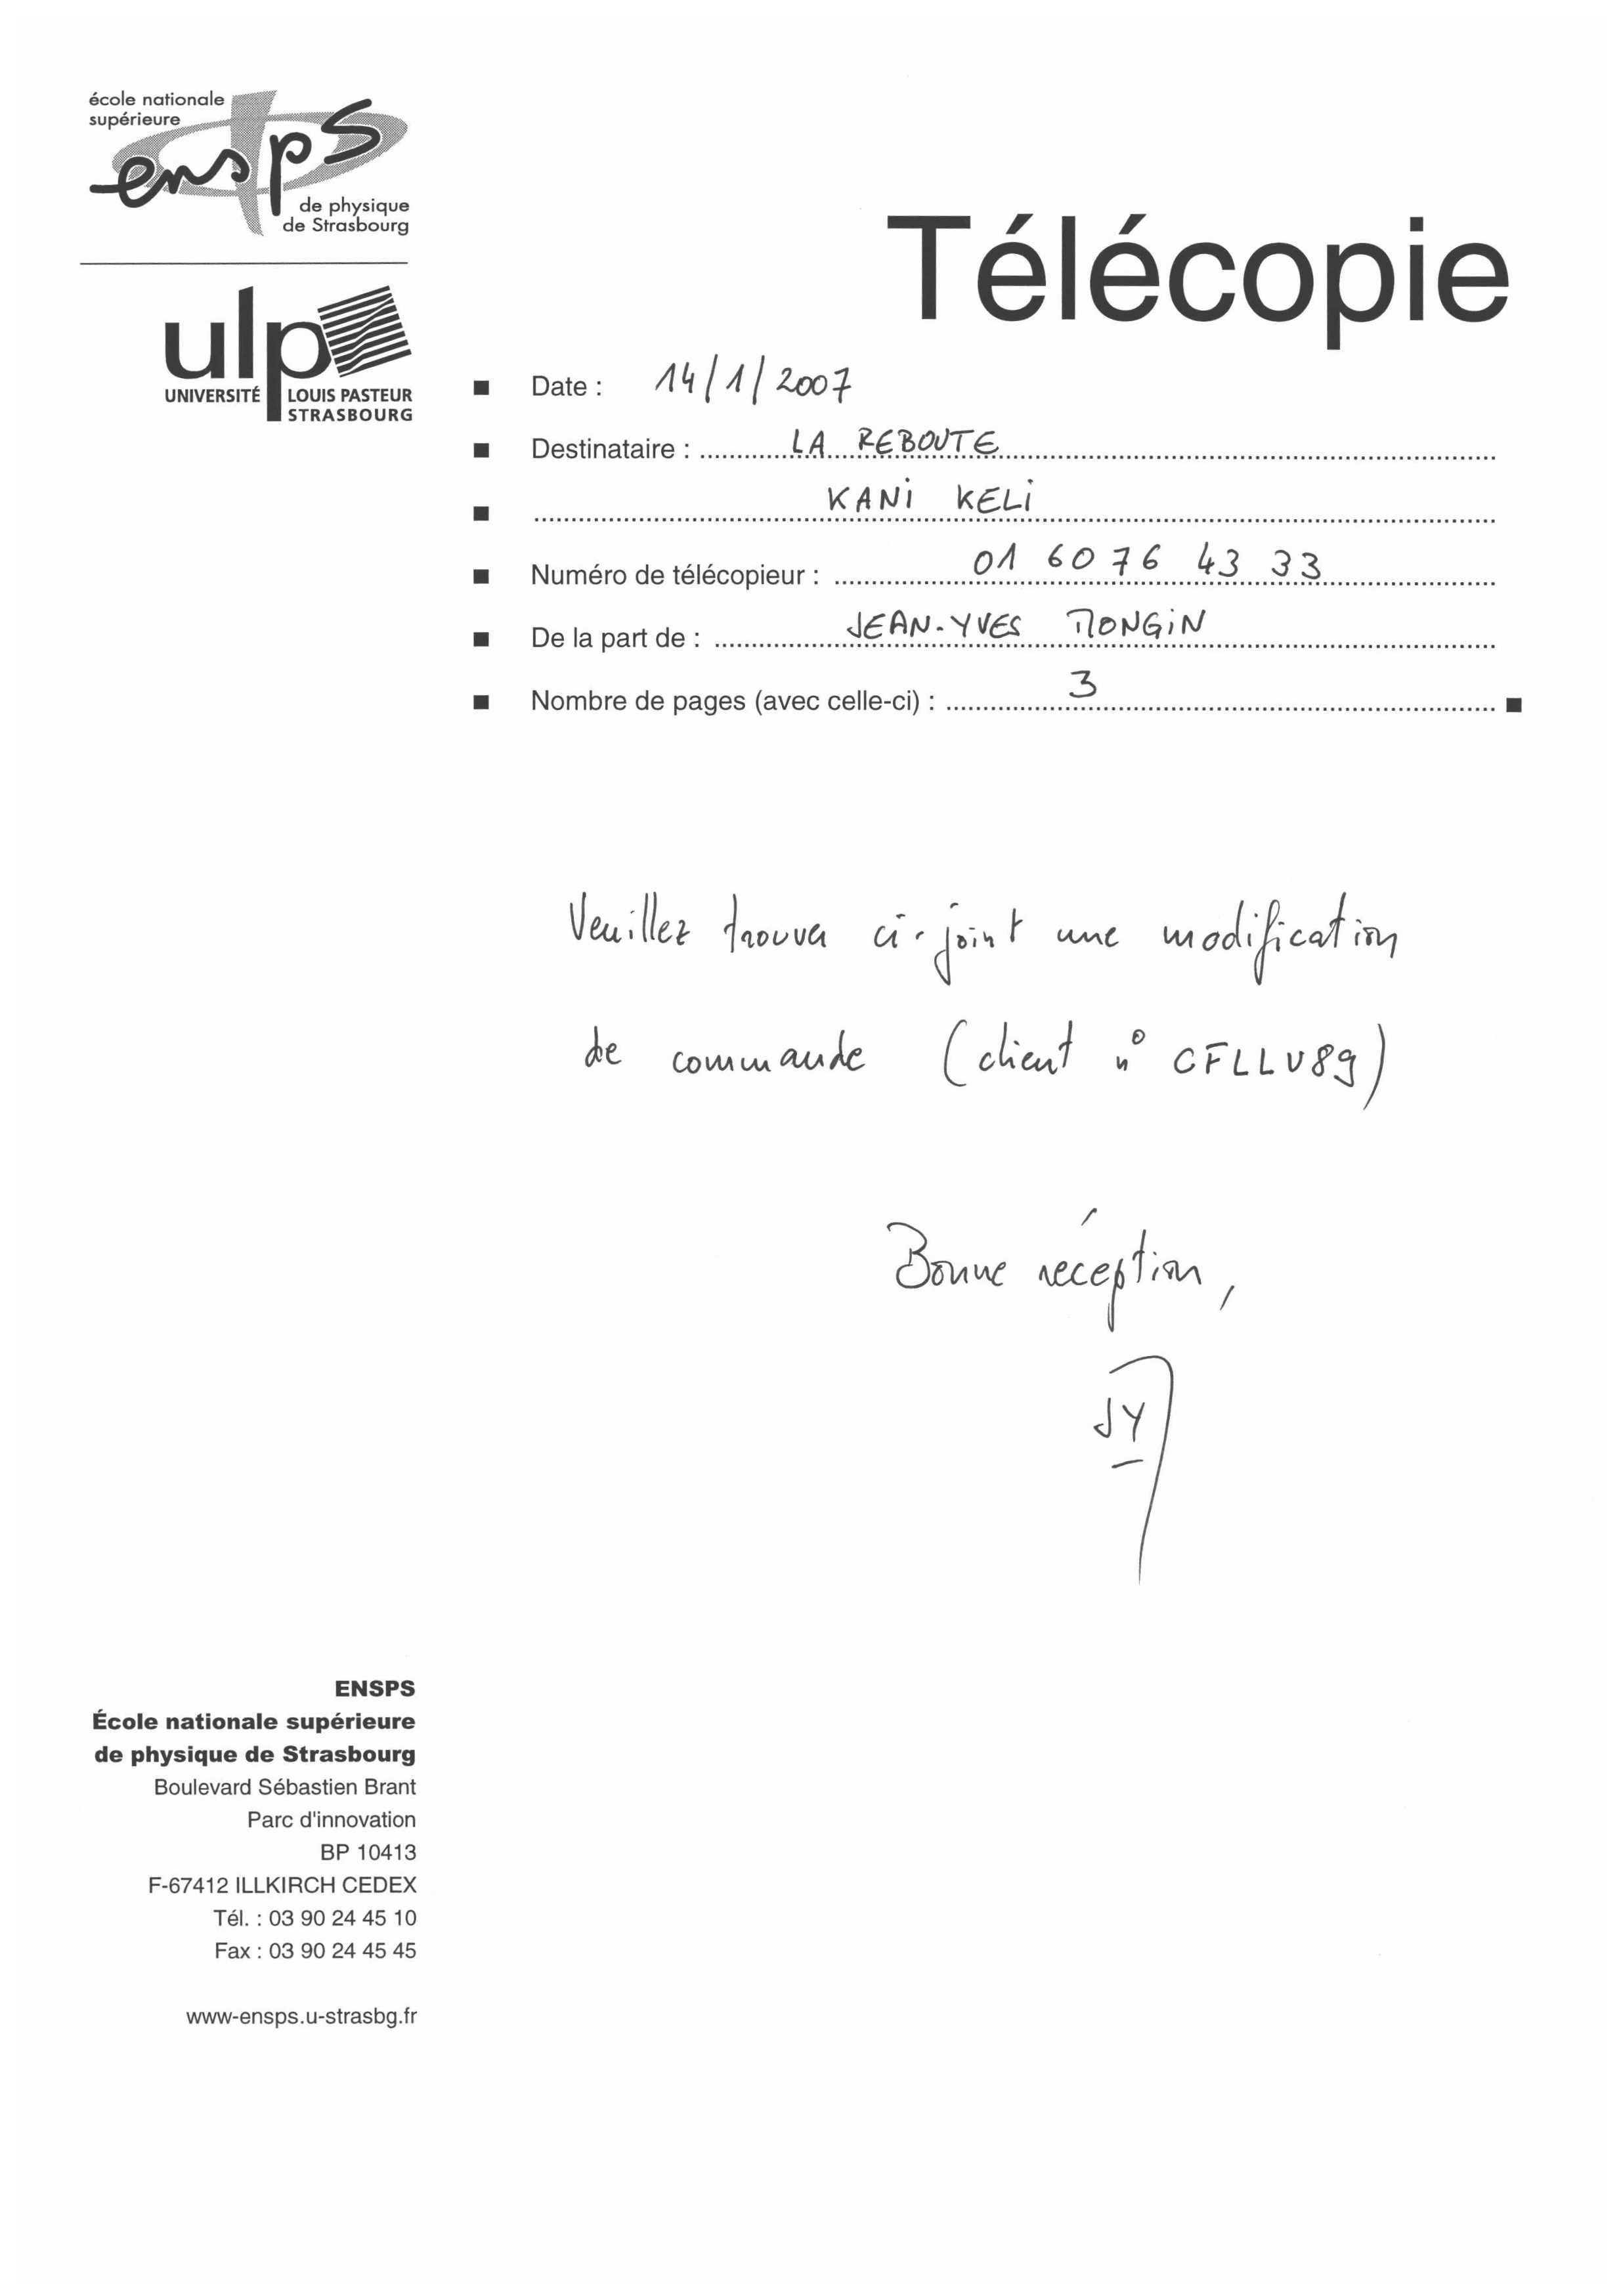 école nationale
supérieure
ensps
de physique
de Strasbourg
ulp
UNIVERSITÉ LOUIS PASTEUR
STRASBOURG
Télécopie
Date : 14/1/2007
Destinataire : LA REBOUTE
KANI KELI
Numéro de télécopieur : 01 60 76 43 33
De la part de : JEAN-YVES MONGIN
Nombre de pages (avec celle-ci) : 3
Veuillez trouver ci-joint une modification
de commande (client n° CFLLV89)
Bonne réception,
JY
ENSPS
École nationale supérieure
de physique de Strasbourg
Boulevard Sébastien Brant
Parc d'innovation
BP 10413
F-67412 ILLKIRCH CEDEX
Tél. : 03 90 24 45 10
Fax : 03 90 24 45 45
www-ensps.u-strasbg.fr